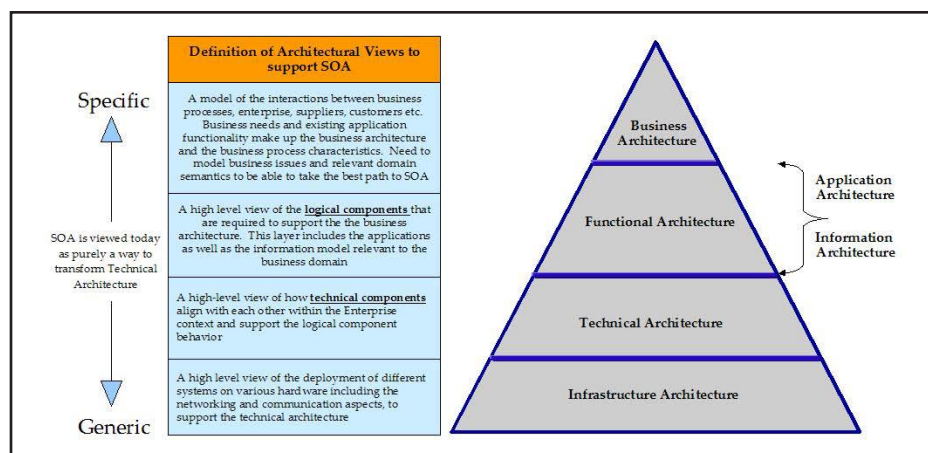 Specific
SOA is viewed today
as purely a way to
transform Technical
Architecture
Generic
Definition of Architectural Views to
support SOA
A model of the interactions between business
processes, enterprise, suppliers, customers etc.
Business needs and existing application
functionality make up the business architecture
and the business process characteristics. Need to
model business issues and relevant domain
semantics to be able to take the best path to SOA
A high level view of the logical components that
are required to support the the business
architecture. This layer includes the applications
as well as the information model relevant to the
business domain
A high-level view of how technical components
align with each other within the Enterprise
context and support the logical component
behavior
A high level view of the deployment of different
systems on various hardware including the
networking and communication aspects, to
support the technical architecture
Business
Architecture
Functional Architecture
Technical Architecture
Infrastructure Architecture
Application
Architecture
Information
Architecture